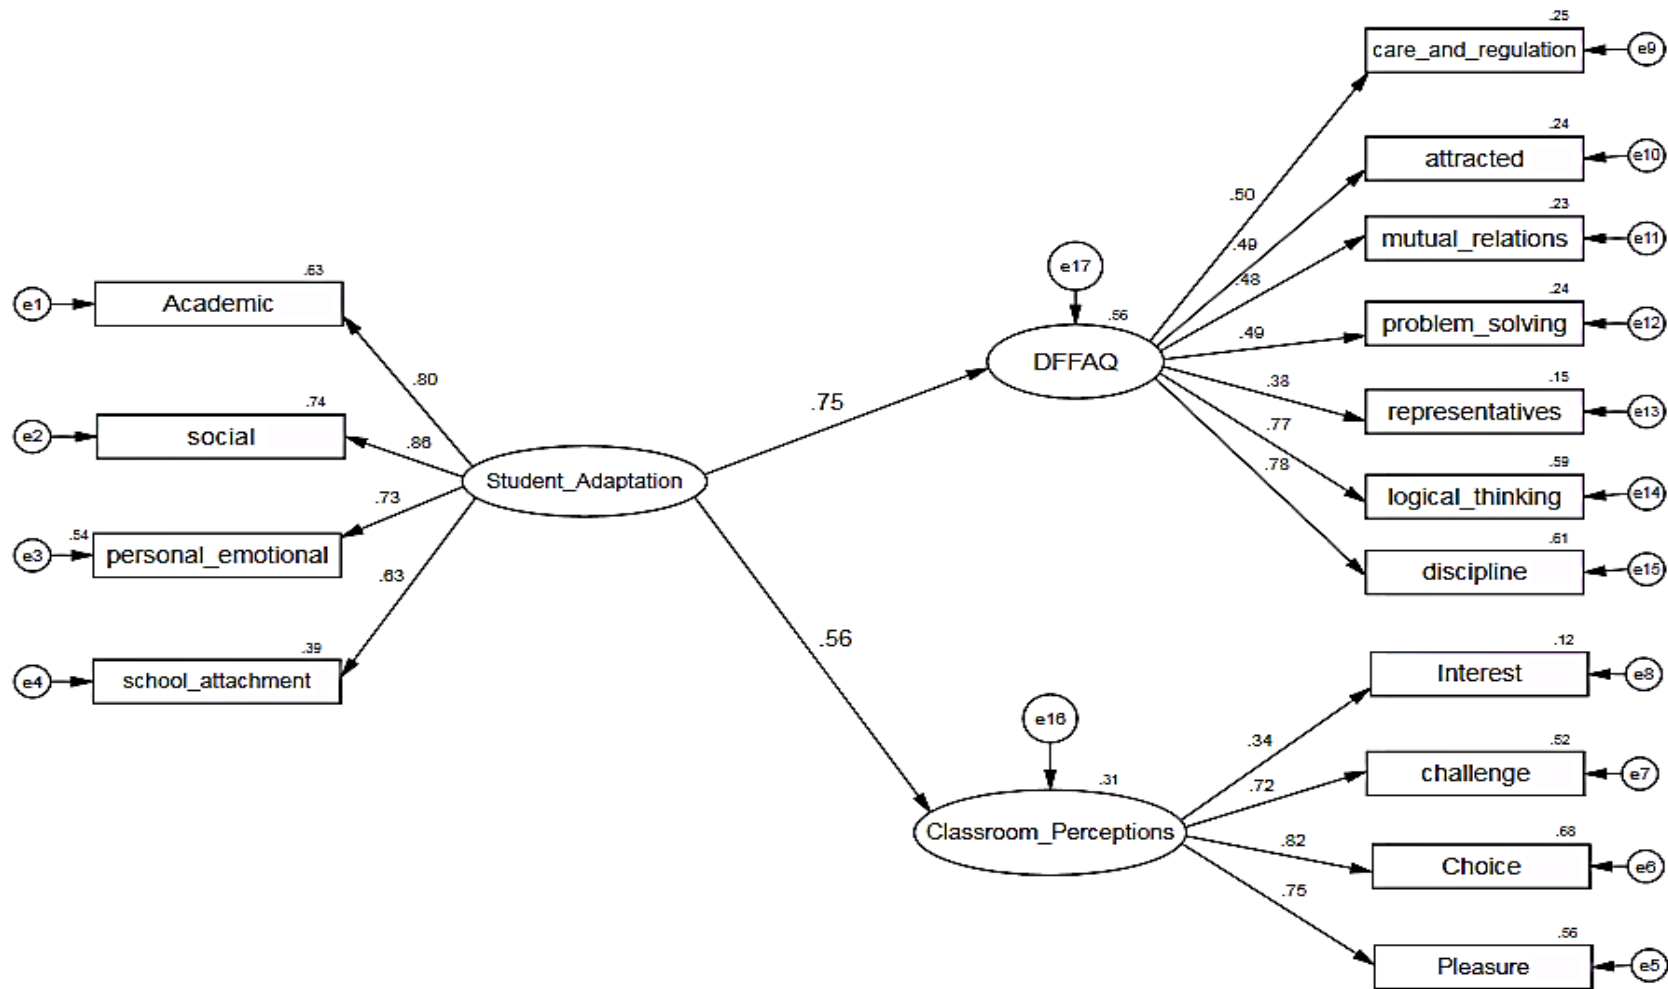 .63
e1
Academic
.80
.74
e2
social
.86
.73
.54
e3
personal_emotional
.63
.39
e4
school_attachment
Student_Adaptation
.75
.56
e17
.56
DFFAQ
.50
.49
.48
.49
.38
.77
.78
.25
care_and_regulation
e9
.24
attracted
e10
.23
mutual_relations
e11
.24
problem_solving
e12
.15
representatives
e13
.59
logical_thinking
e14
.61
discipline
e15
e16
.31
Classroom_Perceptions
.34
.72
.82
.75
.12
Interest
e8
.52
challenge
e7
.68
Choice
e6
.56
Pleasure
e5